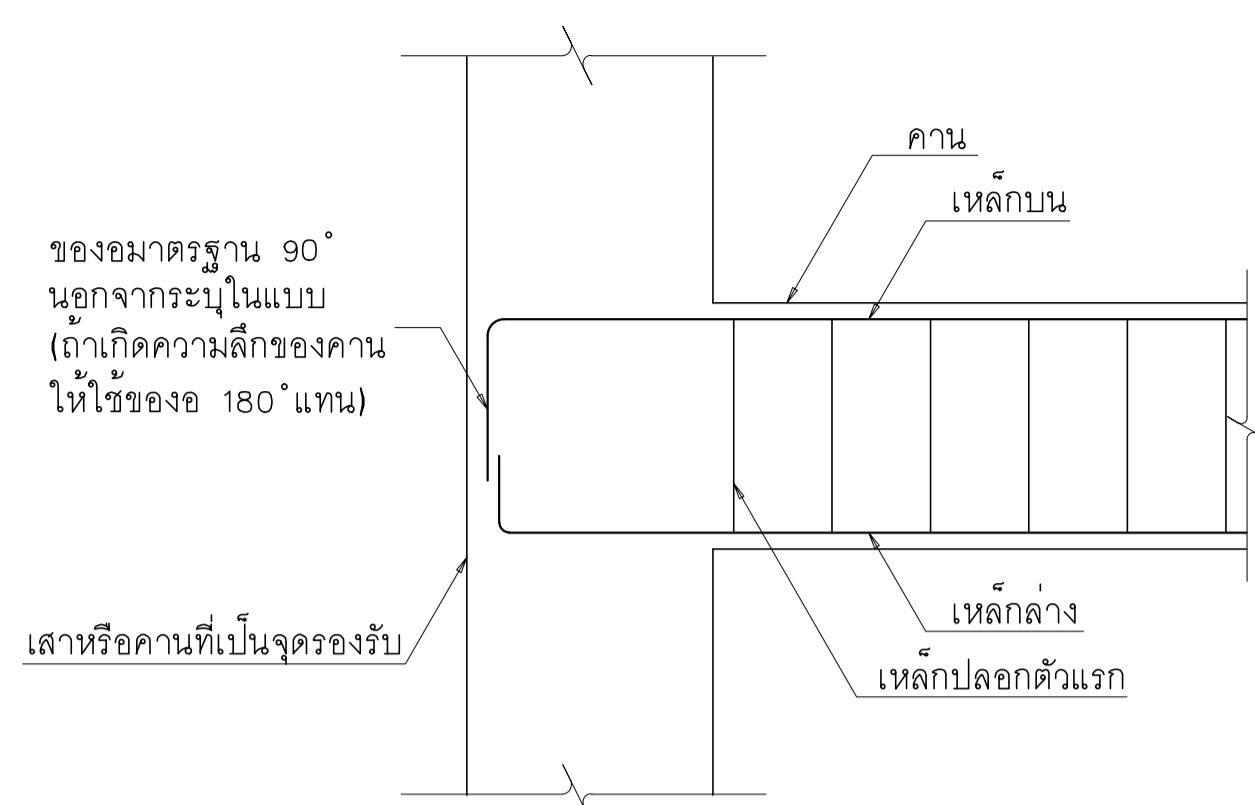 คาน
เหล็กบน
ของอมาตรฐาน 90°
นอกจากระบุในแบบ
(ถ้าเกิดความลึกของคาน
ให้ใช้ของอ 180°แทน)
เหล็กล่าง
เสาหรือคานที่เป็นจุดรองรับ
เหล็กปลอกตัวแรก